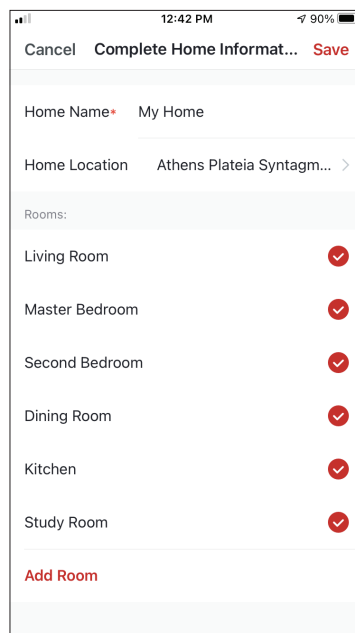 12:42 PM 90%
Cancel Complete Home Informat... Save
Home Name* My Home
Home Location Athens Plateia Syntagm...
Rooms:
Living Room
Master Bedroom
Second Bedroom
Dining Room
Kitchen
Study Room
Add Room